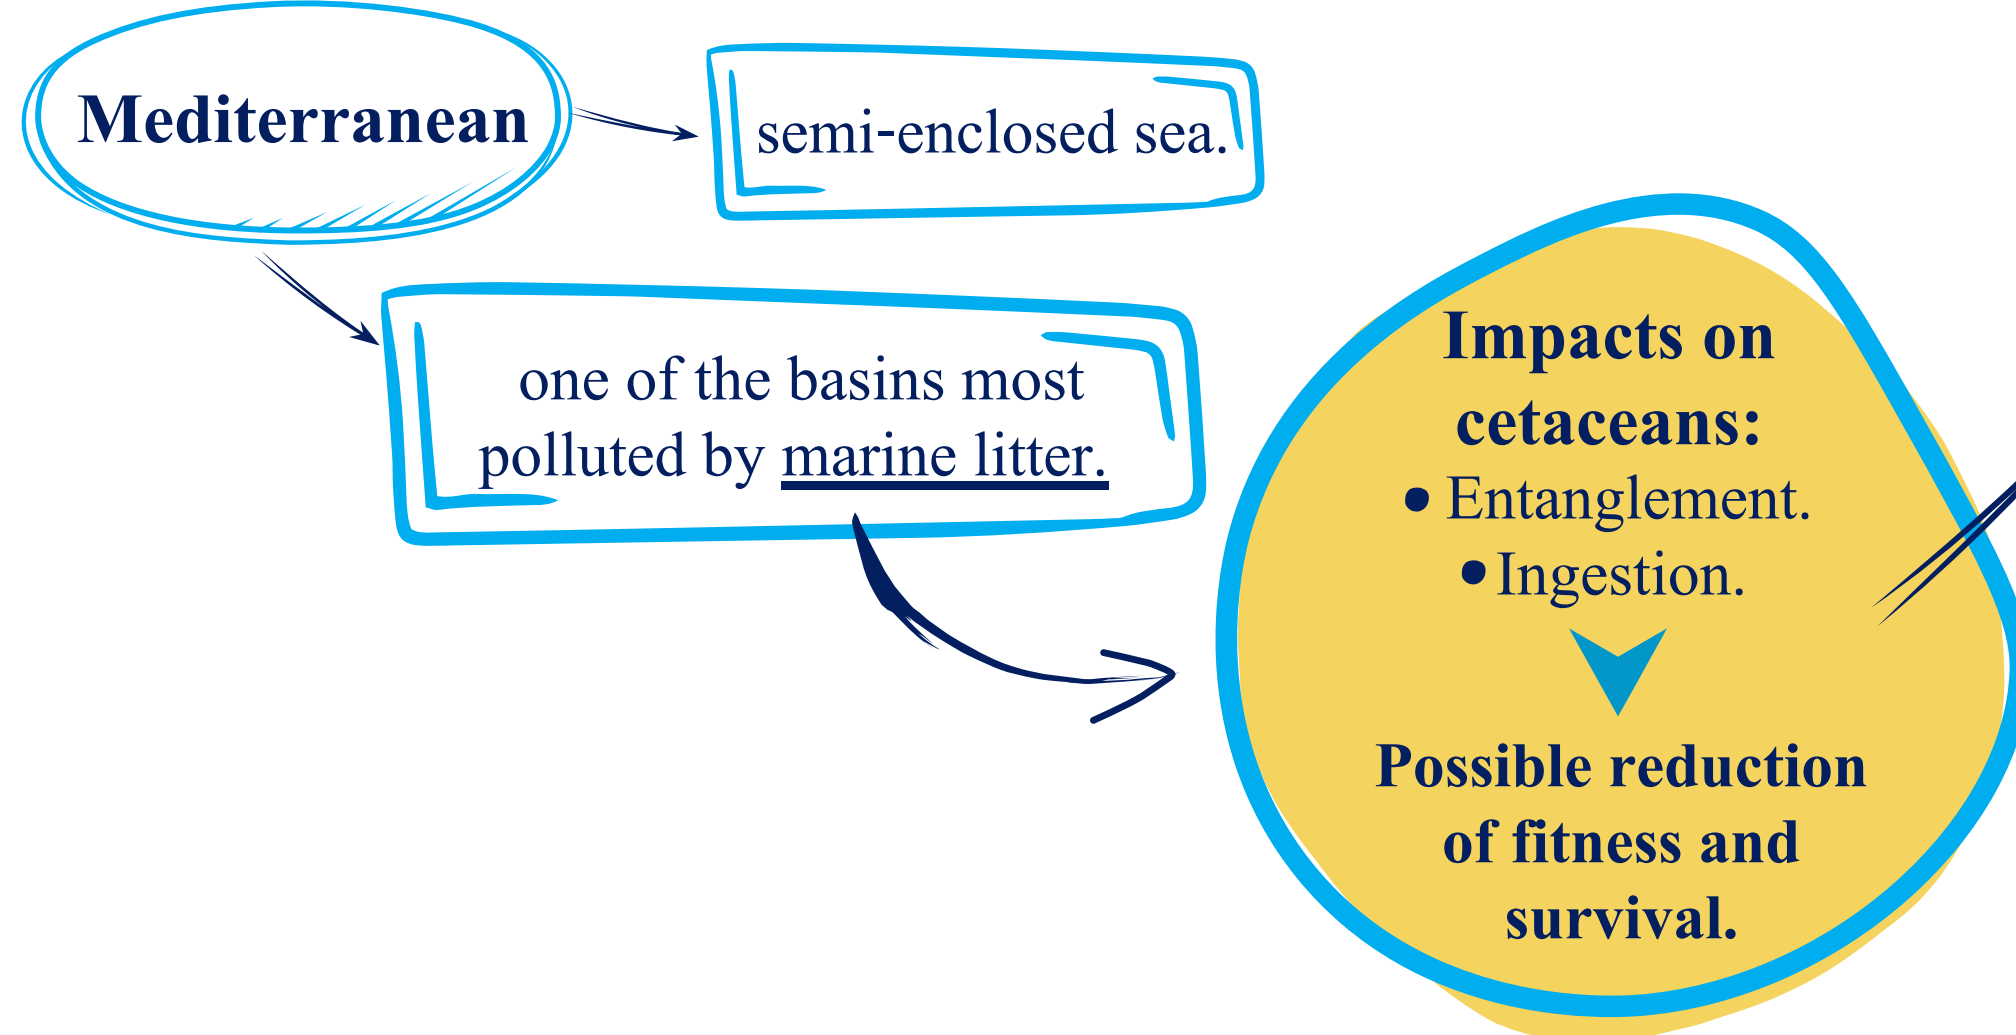 Mediterranean
semi-enclosed sea.
one of the basins most
polluted by marine litter.
Impacts on
cetaceans:
• Entanglement.
• Ingestion.
Possible reduction
of fitness and
survival.